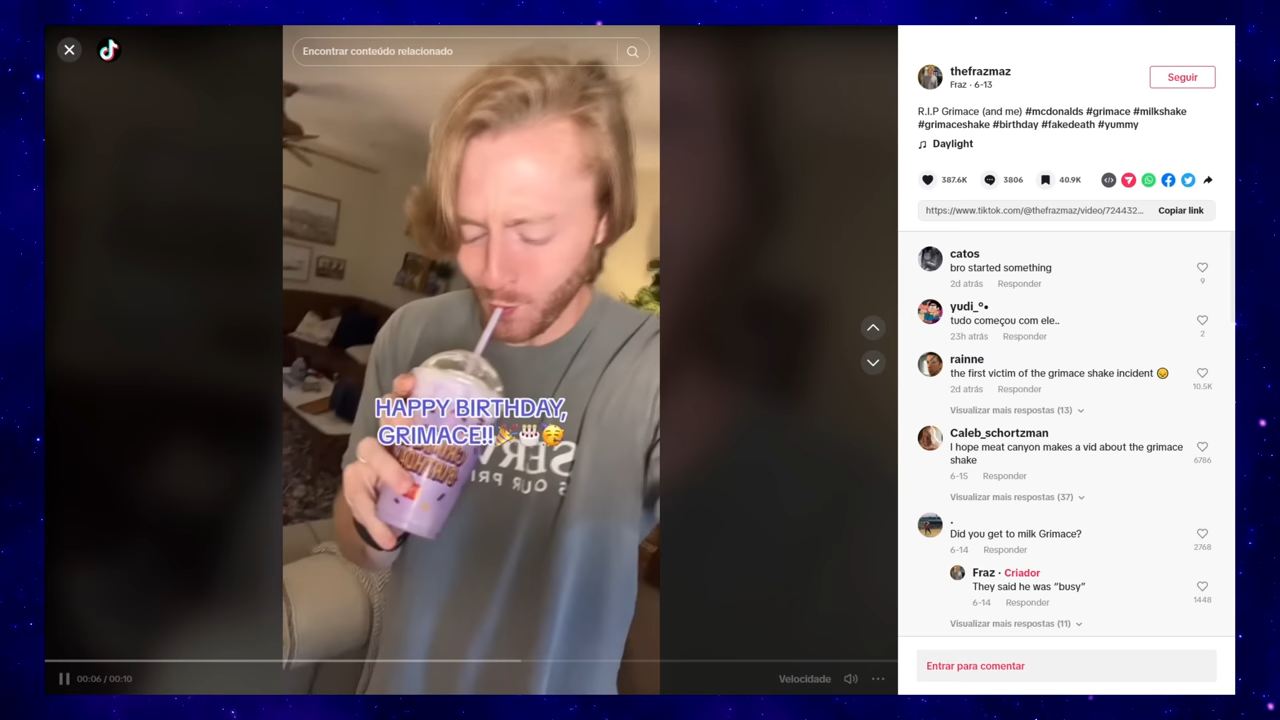 Encontrar conteúdo relacionado
HAPPY BIRTHDAY,
GRIMACE!!🎉🎂🥳
00:06 / 00:10
Velocidade
thefrazmaz
Fraz · 6-13
Seguir
R.I.P Grimace (and me) #mcdonalds #grimace #milkshake
#grimaceshake #birthday #fakedeath #yummy
Daylight
387.6K 3806 40.9K
https://www.tiktok.com/@thefrazmaz/video/724432... Copiar link
catos
bro started something
2d atrás Responder
9
yudi_°•
tudo começou com ele..
23h atrás Responder
2
rainne
the first victim of the grimace shake incident 😔
2d atrás Responder
10.5K
Visualizar mais respostas (13)
Caleb_schortzman
I hope meat canyon makes a vid about the grimace
shake
6-15 Responder
6786
Visualizar mais respostas (37)
.
Did you get to milk Grimace?
6-14 Responder
2768
Fraz · Criador
They said he was “busy”
6-14 Responder
1448
Visualizar mais respostas (11)
Entrar para comentar